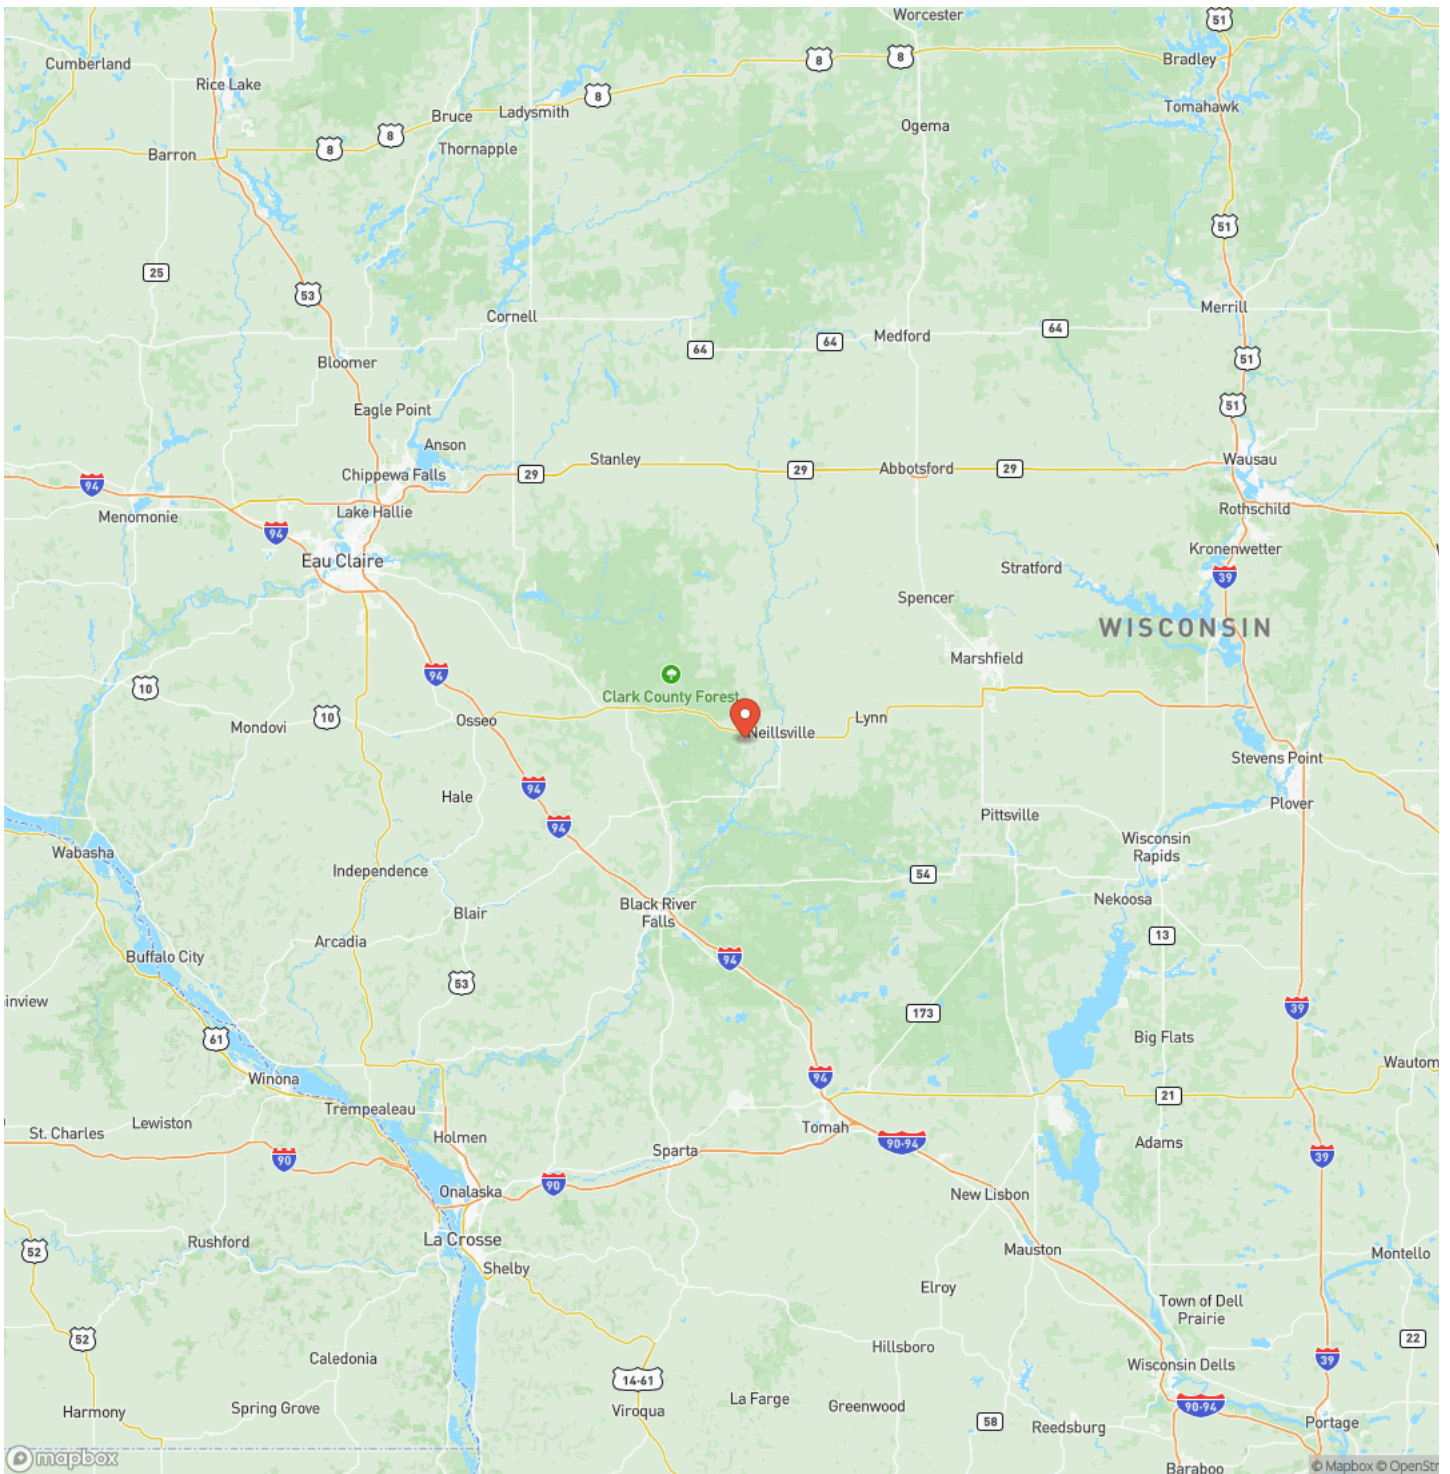 Worcester
51
Cumberland
8
8
Bradley
Rice Lake
8
Tomahawk
Bruce
Ladysmith
Ogema
8
8
Thornapple
Barron
51
25
53
Merrill
Cornell
64
Medford
64
64
51
Bloomer
51
Eagle Point
Anson
Wausau
Stanley
29
Abbotsford
29
Chippewa Falls
29
94
Rothschild
Lake Hallie
Menomonie
94
Kronenwetter
Eau Claire
Stratford
39
Spencer
WISCONSIN
Marshfield
94
10
Clark County Forest
10
Osseo
Lynn
Mondovi
Neillsville
Stevens Point
94
Hale
Plover
Pittsville
94
Wisconsin
Rapids
Wabasha
Independence
54
Nekoosa
Black River
Falls
Blair
13
Arcadia
Buffalo City
94
53
inview
39
173
61
Big Flats
Wautom
Winona
94
21
Trempealeau
Lewiston
Tomah
St. Charles
Holmen
90-94
Adams
Sparta
39
90
90
Onalaska
New Lisbon
La Crosse
Rushford
52
Mauston
Montello
Shelby
Elroy
Town of Dell
Prairie
52
22
Hillsboro
Caledonia
39
Wisconsin Dells
14-61
La Farge
90-94
Greenwood
Spring Grove
Harmony
Viroqua
58
Portage
Reedsburg
mapbox
Baraboo
© Mapbox © OpenStr